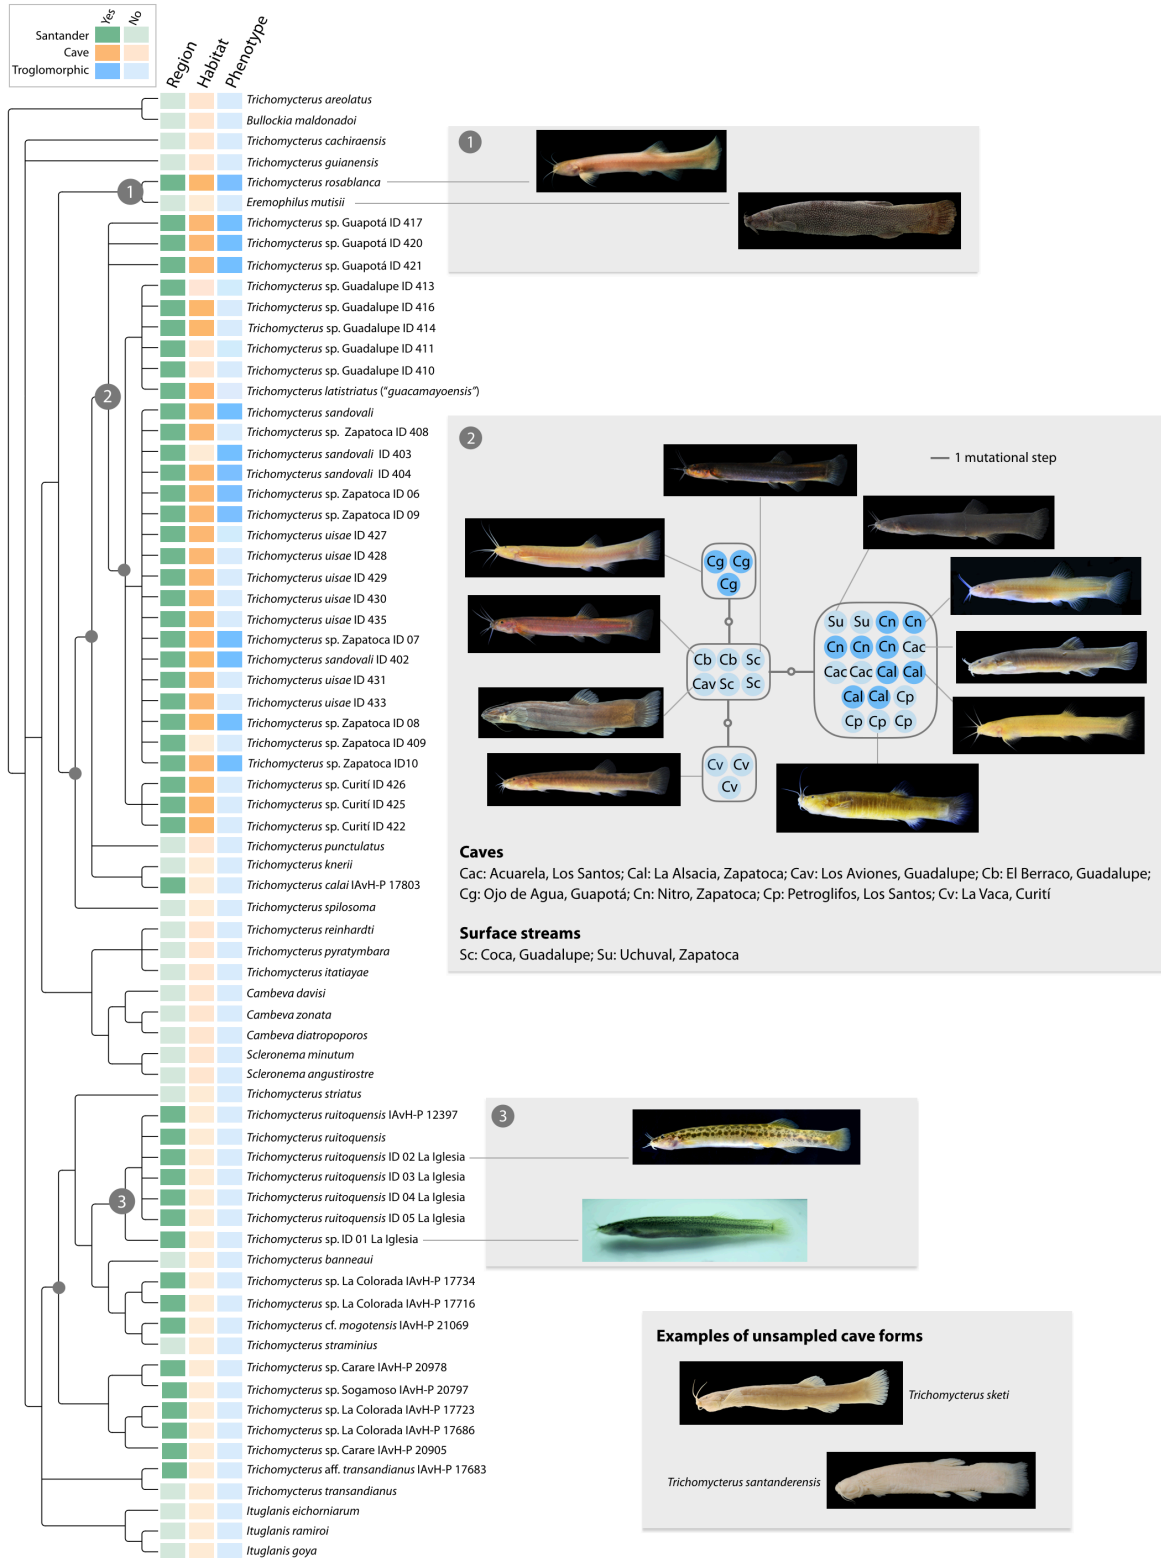 Yes
No
Santander
Cave
Troglomorphic
Region
Habitat
Phenotype
Trichomycterus areolatus
Bullockia maldonadoi
Trichomycterus cachiraensis
Trichomycterus guianensis
1
Trichomycterus rosablanca
Eremophilus mutisii
Trichomycterus sp. Guapotá ID 417
Trichomycterus sp. Guapotá ID 420
Trichomycterus sp. Guapotá ID 421
Trichomycterus sp. Guadalupe ID 413
Trichomycterus sp. Guadalupe ID 416
Trichomycterus sp. Guadalupe ID 414
Trichomycterus sp. Guadalupe ID 411
Trichomycterus sp. Guadalupe ID 410
2
Trichomycterus latistriatus (“guacamayoensis”)
Trichomycterus sandovali
Trichomycterus sp. Zapatoca ID 408
Trichomycterus sandovali ID 403
Trichomycterus sandovali ID 404
Trichomycterus sp. Zapatoca ID 06
Trichomycterus sp. Zapatoca ID 09
Trichomycterus uisae ID 427
Trichomycterus uisae ID 428
Trichomycterus uisae ID 429
Trichomycterus uisae ID 430
Trichomycterus uisae ID 435
Trichomycterus sp. Zapatoca ID 07
Trichomycterus sandovali ID 402
Trichomycterus uisae ID 431
Trichomycterus uisae ID 433
Trichomycterus sp. Zapatoca ID 08
Trichomycterus sp. Zapatoca ID 409
Trichomycterus sp. Zapatoca ID10
Trichomycterus sp. Curití ID 426
Trichomycterus sp. Curití ID 425
Trichomycterus sp. Curití ID 422
Trichomycterus punctulatus
Trichomycterus knerii
Trichomycterus calai IAvH-P 17803
Trichomycterus spilosoma
Trichomycterus reinhardti
Trichomycterus pyratymbara
Trichomycterus itatiayae
Cambeva davisi
Cambeva zonata
Cambeva diatropoporos
Scleronema minutum
Scleronema angustirostre
Trichomycterus striatus
Trichomycterus ruitoquensis IAvH-P 12397
Trichomycterus ruitoquensis
Trichomycterus ruitoquensis ID 02 La Iglesia
Trichomycterus ruitoquensis ID 03 La Iglesia
Trichomycterus ruitoquensis ID 04 La Iglesia
3
Trichomycterus ruitoquensis ID 05 La Iglesia
Trichomycterus sp. ID 01 La Iglesia
Trichomycterus banneaui
Trichomycterus sp. La Colorada IAvH-P 17734
Trichomycterus sp. La Colorada IAvH-P 17716
Trichomycterus cf. mogotensis IAvH-P 21069
Trichomycterus straminius
Trichomycterus sp. Carare IAvH-P 20978
Trichomycterus sp. Sogamoso IAvH-P 20797
Trichomycterus sp. La Colorada IAvH-P 17723
Trichomycterus sp. La Colorada IAvH-P 17686
Trichomycterus sp. Carare IAvH-P 20905
Trichomycterus aff. transandianus IAvH-P 17683
Trichomycterus transandianus
Ituglanis eichorniarum
Ituglanis ramiroi
Ituglanis goya
1
2
1 mutational step
Cg Cg
Cg
Cb Cb Sc
Cav Sc Sc
Cv Cv
Cv
Su Su Cn Cn
Cn Cn Cn Cac
Cac Cac Cal Cal
Cal Cal Cp
Cp Cp Cp
Caves
Cac: Acuarela, Los Santos; Cal: La Alsacia, Zapatoca; Cav: Los Aviones, Guadalupe; Cb: El Berraco, Guadalupe;
Cg: Ojo de Agua, Guapotá; Cn: Nitro, Zapatoca; Cp: Petroglifos, Los Santos; Cv: La Vaca, Curití
Surface streams
Sc: Coca, Guadalupe; Su: Uchuval, Zapatoca
3
Examples of unsampled cave forms
Trichomycterus sketi
Trichomycterus santanderensis